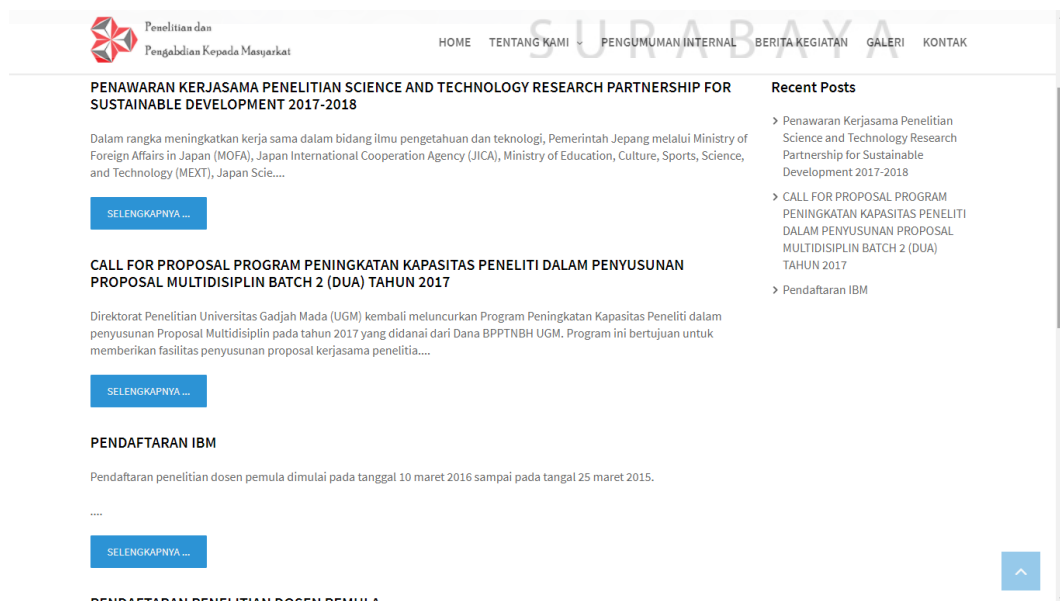 Penelitian dan
Pengabdian Kepada Masyarkat
SURABAYA
HOME TENTANG KAMI PENGUMUMAN INTERNAL BERITA KEGIATAN GALERI KONTAK
PENAWARAN KERJASAMA PENELITIAN SCIENCE AND TECHNOLOGY RESEARCH PARTNERSHIP FOR
SUSTAINABLE DEVELOPMENT 2017-2018
Dalam rangka meningkatkan kerja sama dalam bidang ilmu pengetahuan dan teknologi, Pemerintah Jepang melalui Ministry of
Foreign Affairs in Japan (MOFA), Japan International Cooperation Agency (JICA), Ministry of Education, Culture, Sports, Science,
and Technology (MEXT), Japan Scie....
SELENGKAPNYA ...
CALL FOR PROPOSAL PROGRAM PENINGKATAN KAPASITAS PENELITI DALAM PENYUSUNAN
PROPOSAL MULTIDISIPLIN BATCH 2 (DUA) TAHUN 2017
Direktorat Penelitian Universitas Gadjah Mada (UGM) kembali meluncurkan Program Peningkatan Kapasitas Peneliti dalam
penyusunan Proposal Multidisiplin pada tahun 2017 yang didanai dari Dana BPPTNBH UGM. Program ini bertujuan untuk
memberikan fasilitas penyusunan proposal kerjasama penelitia....
SELENGKAPNYA ...
PENDAFTARAN IBM
Pendaftaran penelitian dosen pemula dimulai pada tanggal 10 maret 2016 sampai pada tangal 25 maret 2015.
....
SELENGKAPNYA ...
PENDAFTARAN PENELITIAN DOSEN PEMULA
Recent Posts
Penawaran Kerjasama Penelitian
Science and Technology Research
Partnership for Sustainable
Development 2017-2018
CALL FOR PROPOSAL PROGRAM
PENINGKATAN KAPASITAS PENELITI
DALAM PENYUSUNAN PROPOSAL
MULTIDISIPLIN BATCH 2 (DUA)
TAHUN 2017
Pendaftaran IBM